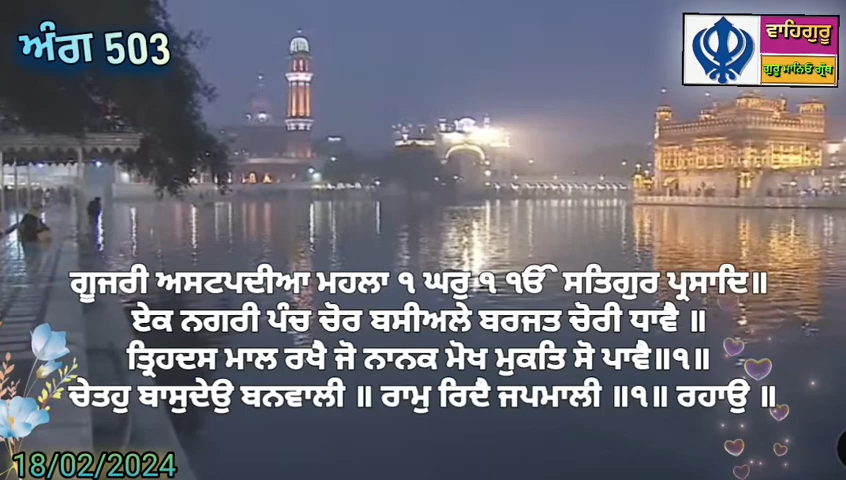 ਅੰਗ 503
ਵਾਹਿਗੁਰੂ
ਗੁਰੂ ਮਾਨਿਓ ਗ੍ਰੰਥ
ਗੂਜਰੀ ਅਸਟਪਦੀਆ ਮਹਲਾ ੧ ਘਰੁ ੧ ੴ ਸਤਿਗੁਰ ਪ੍ਰਸਾਦਿ॥
ਏਕ ਨਗਰੀ ਪੰਚ ਚੋਰ ਬਸੀਅਲੇ ਬਰਜਤ ਚੋਰੀ ਧਾਵੈ ॥
ਤ੍ਰਿਹਦਸ ਮਾਲ ਰਖੈ ਜੋ ਨਾਨਕ ਮੋਖ ਮੁਕਤਿ ਸੋ ਪਾਵੈ॥੧॥
ਚੇਤਹੁ ਬਾਸੁਦੇਉ ਬਨਵਾਲੀ ॥ ਰਾਮੁ ਰਿਦੈ ਜਪਮਾਲੀ ॥੧॥ ਰਹਾਉ ॥
18/02/2024